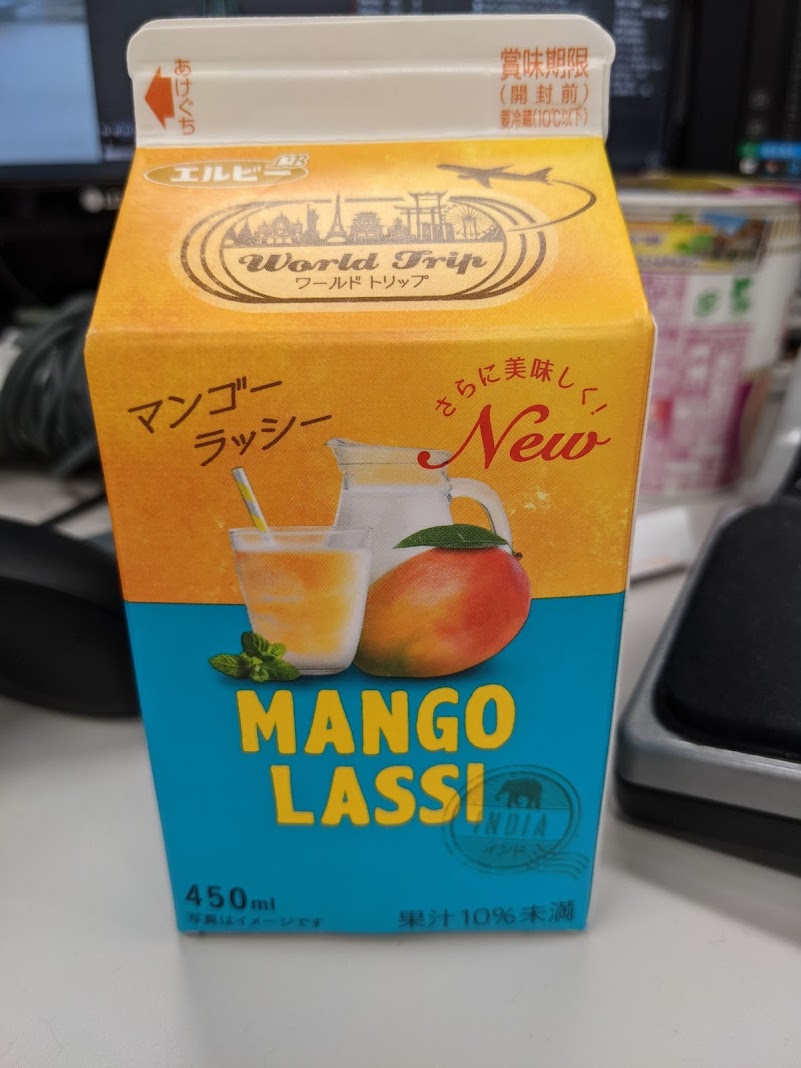 あけぐち
賞味期限
(開封前)
要冷蔵(10℃以下)
エルビー LB
World Trip
ワールド トリップ
マンゴー
ラッシー
さらに美味しく!
New
MANGO
LASSI
INDIA
インド
450ml
写真はイメージです
果汁10%未満